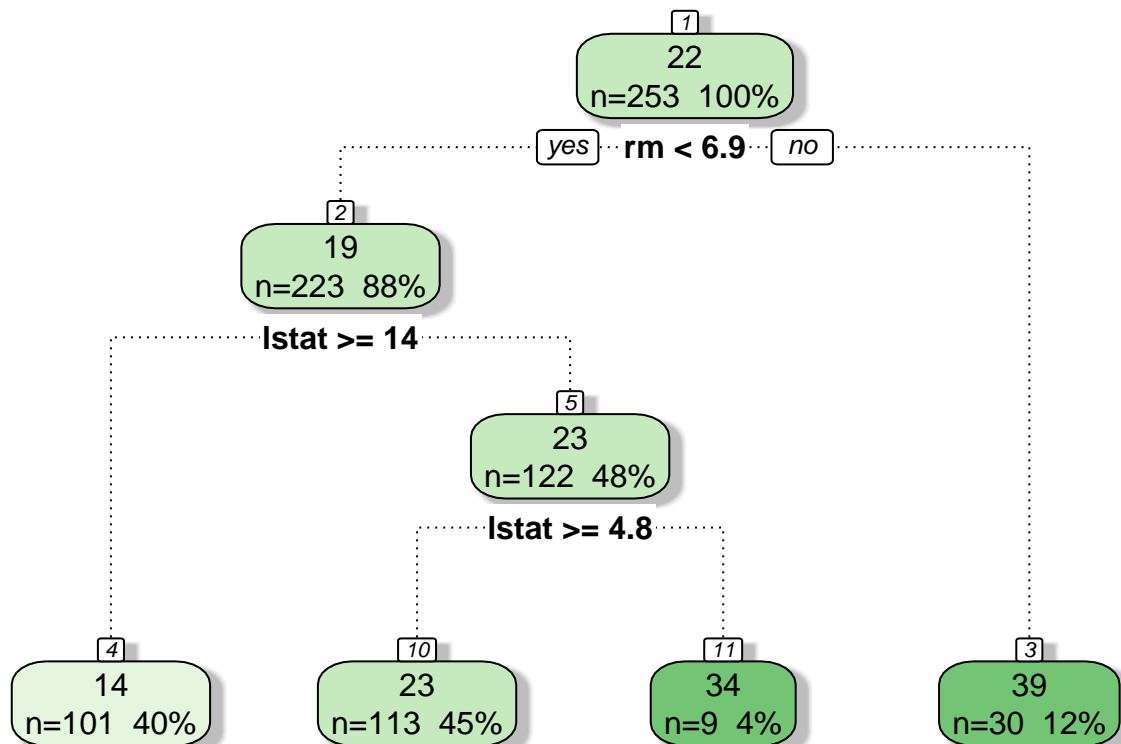 1
22
n=253 100%
yes rm < 6.9 no
2
19
n=223 88%
lstat >= 14
5
23
n=122 48%
lstat >= 4.8
4
14
n=101 40%
10
23
n=113 45%
11
34
n=9 4%
3
39
n=30 12%